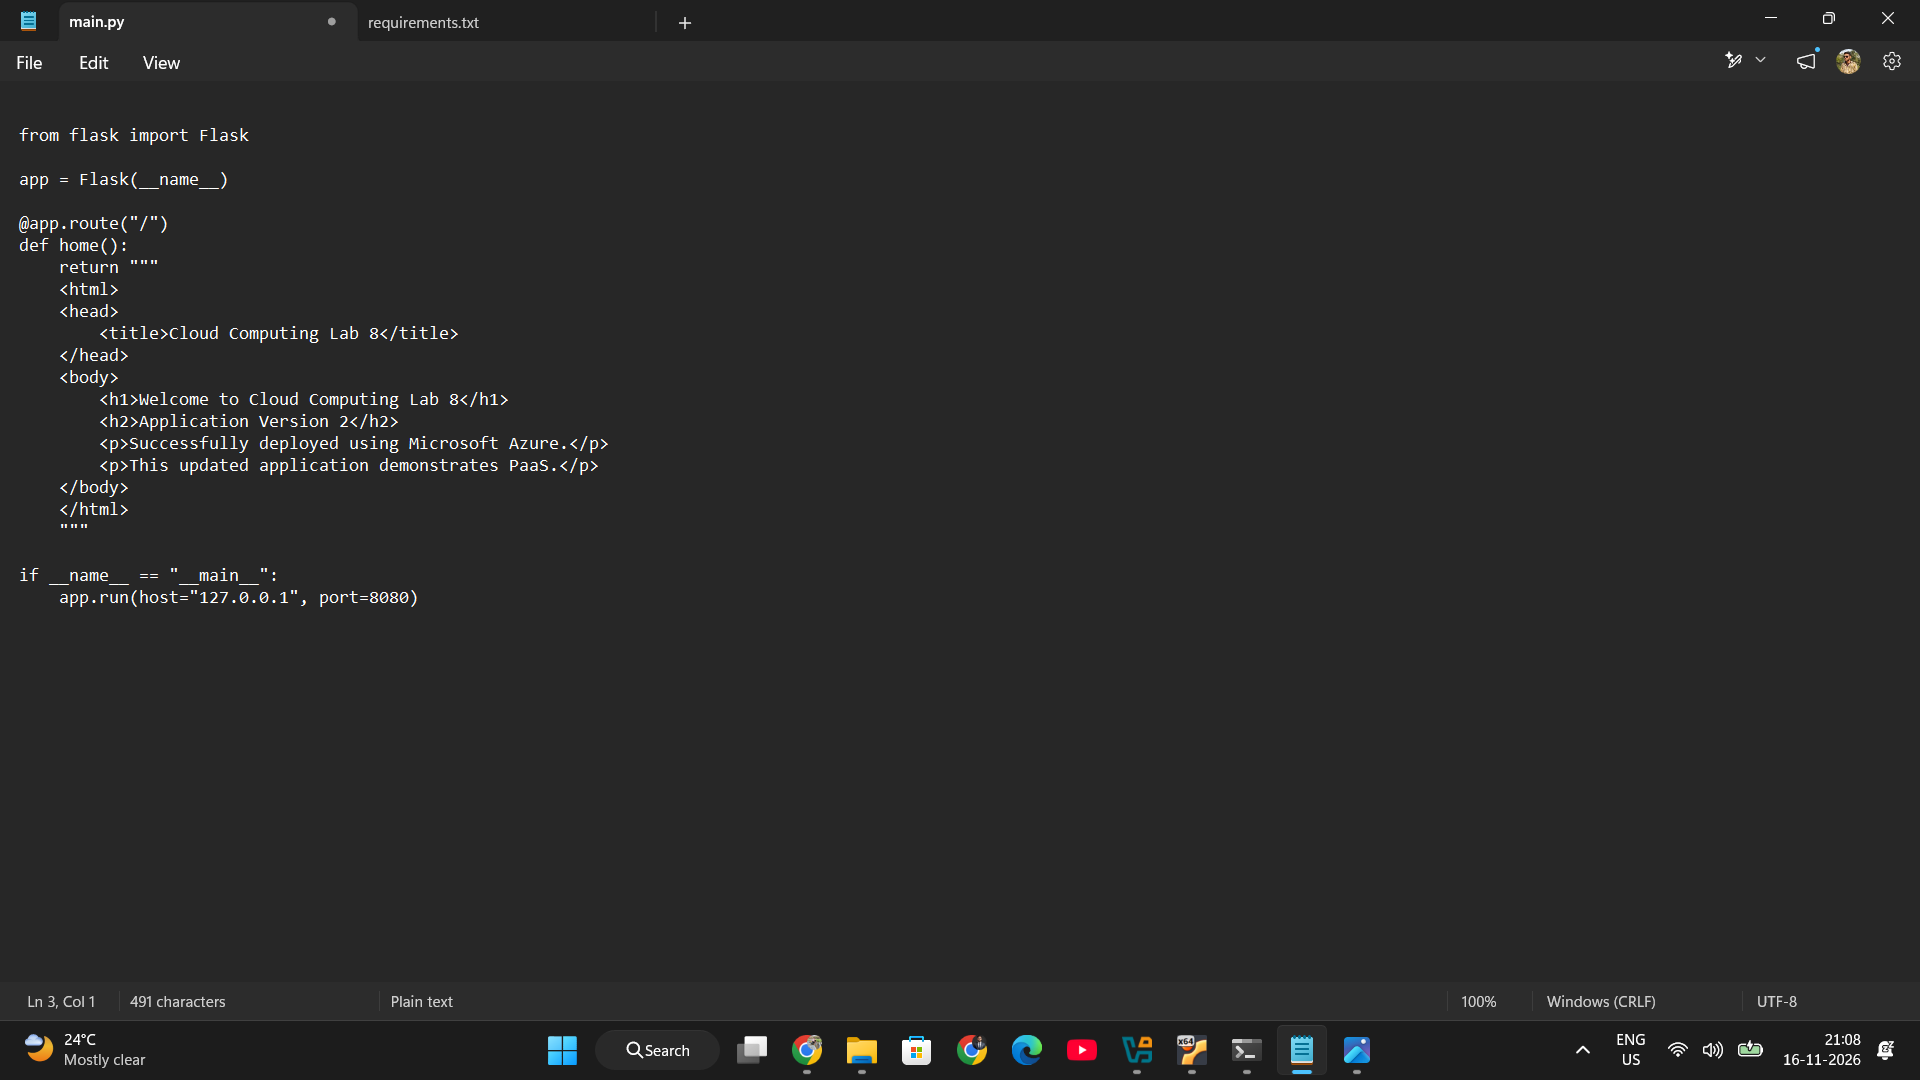 main.py
requirements.txt
File Edit View
from flask import Flask
app = Flask(__name__)
@app.route("/")
def home():
    return """
    <html>
    <head>
        <title>Cloud Computing Lab 8</title>
    </head>
    <body>
        <h1>Welcome to Cloud Computing Lab 8</h1>
        <h2>Application Version 2</h2>
        <p>Successfully deployed using Microsoft Azure.</p>
        <p>This updated application demonstrates PaaS.</p>
    </body>
    </html>
    """
if __name__ == "__main__":
    app.run(host="127.0.0.1", port=8080)
Ln 3, Col 1 491 characters Plain text 100% Windows (CRLF) UTF-8
24°C
Mostly clear
Search
x64
ENG
US
21:08
16-11-2026